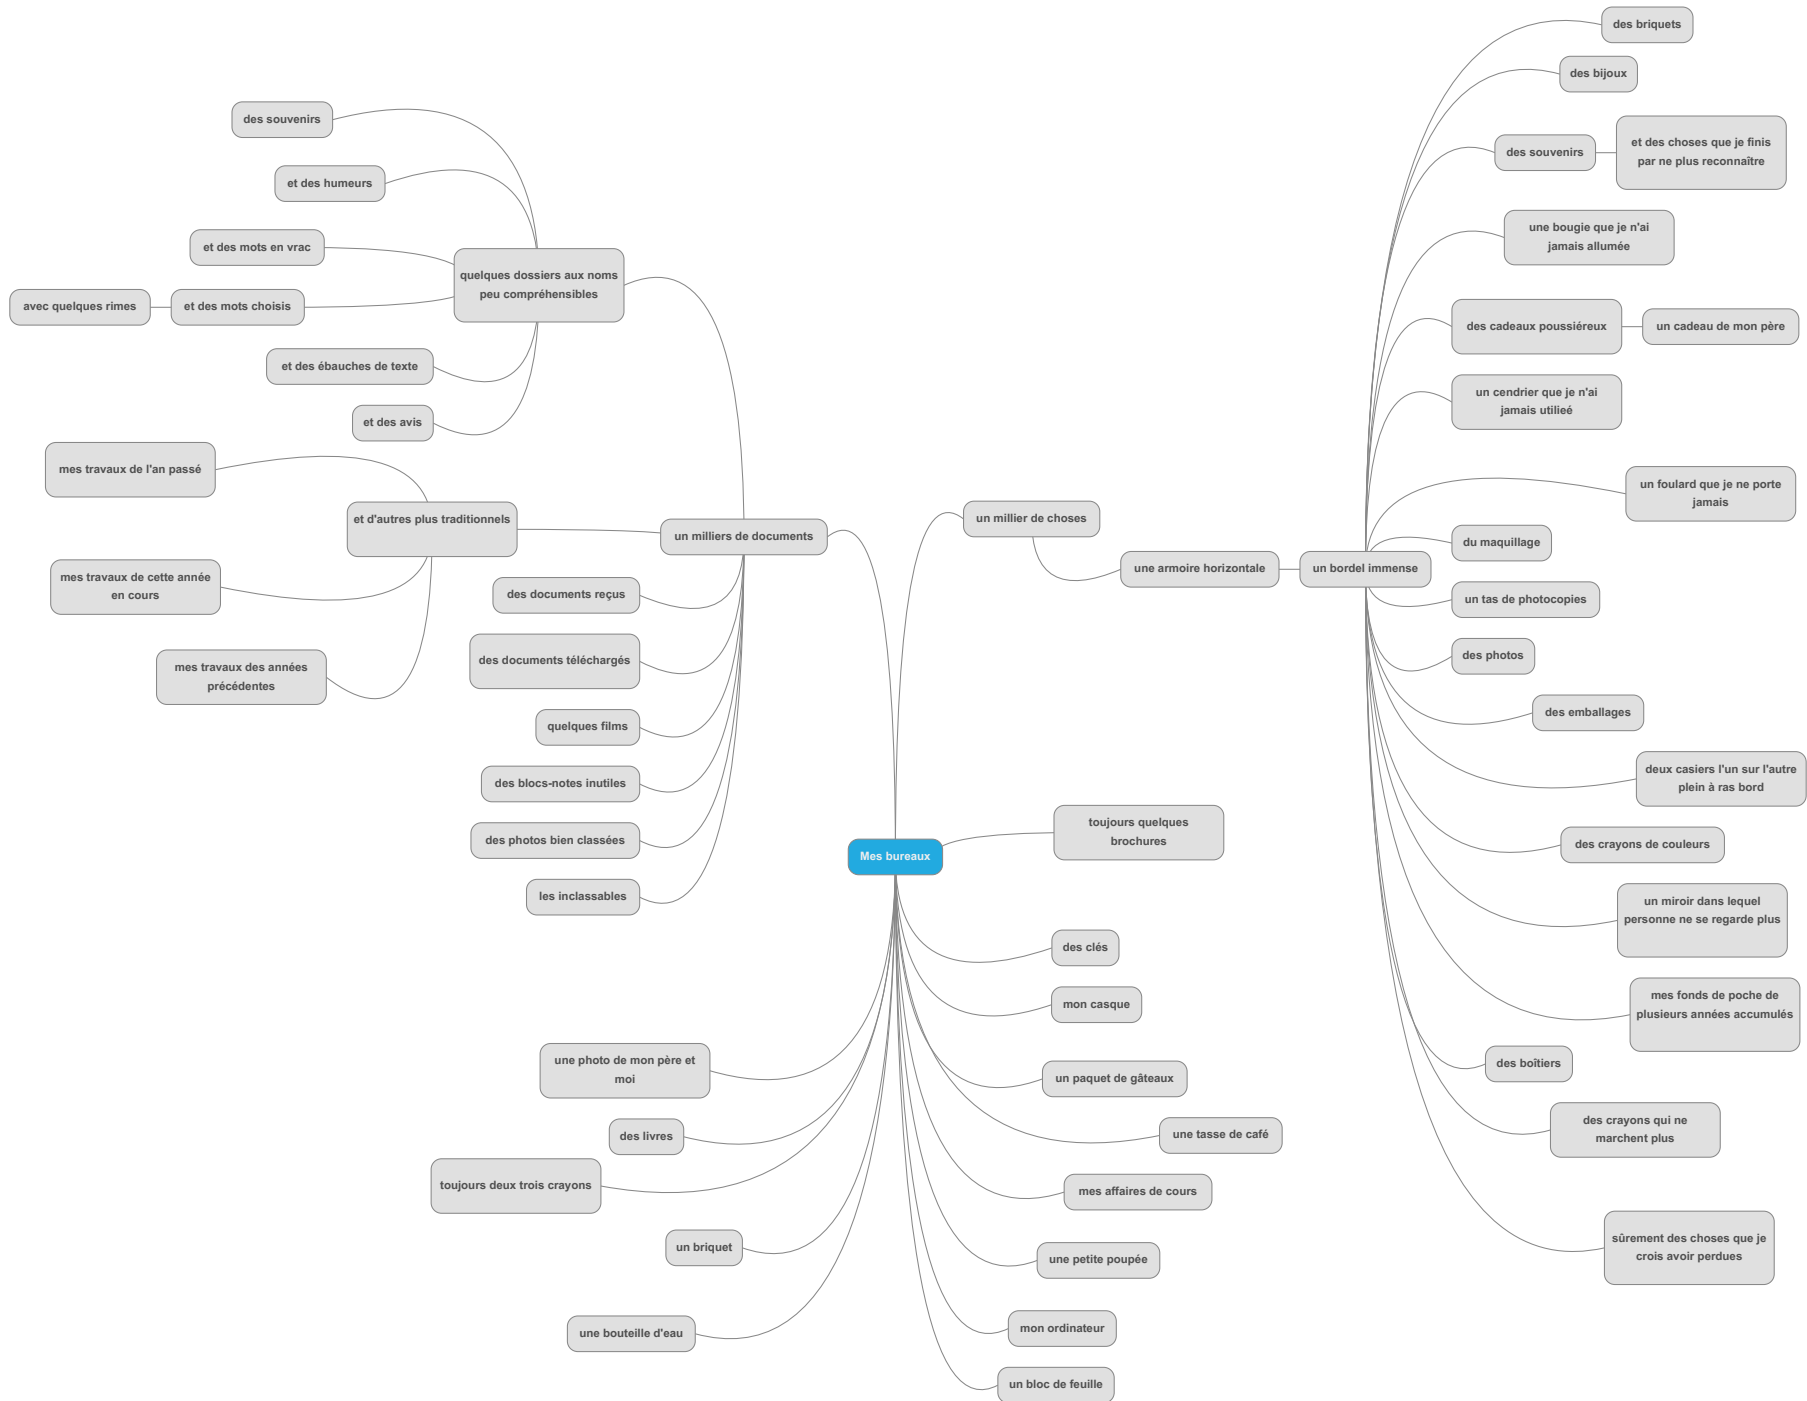 Mes bureaux
un milliers de documents
quelques dossiers aux noms
peu compréhensibles
des souvenirs
et des humeurs
et des mots en vrac
et des mots choisis
avec quelques rimes
et des ébauches de texte
et des avis
et d'autres plus traditionnels
mes travaux de l'an passé
mes travaux de cette année
en cours
mes travaux des années
précédentes
des documents reçus
des documents téléchargés
quelques films
des blocs-notes inutiles
des photos bien classées
les inclassables
une photo de mon père et
moi
des livres
toujours deux trois crayons
un briquet
une bouteille d'eau
un millier de choses
une armoire horizontale
un bordel immense
des briquets
des bijoux
des souvenirs
et des choses que je finis
par ne plus reconnaître
une bougie que je n'ai
jamais allumée
des cadeaux poussiéreux
un cadeau de mon père
un cendrier que je n'ai
jamais utilieé
un foulard que je ne porte
jamais
du maquillage
un tas de photocopies
des photos
des emballages
deux casiers l'un sur l'autre
plein à ras bord
des crayons de couleurs
un miroir dans lequel
personne ne se regarde plus
mes fonds de poche de
plusieurs années accumulés
des boîtiers
des crayons qui ne
marchent plus
sûrement des choses que je
crois avoir perdues
toujours quelques
brochures
des clés
mon casque
un paquet de gâteaux
une tasse de café
mes affaires de cours
une petite poupée
mon ordinateur
un bloc de feuille